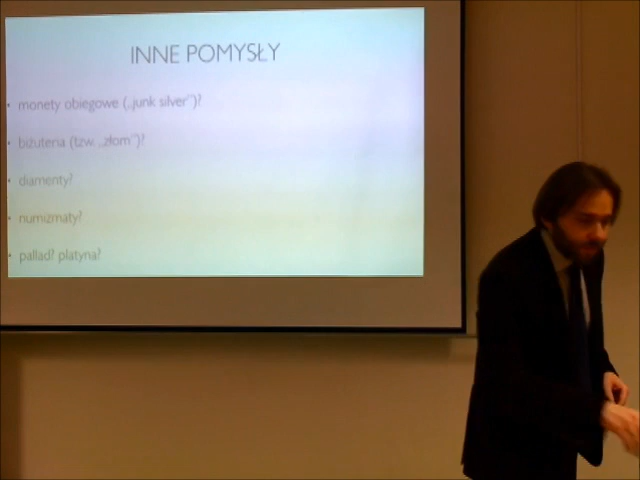 INNE POMYSŁY
• monety obiegowe („junk silver”)?
• biżuteria (tzw. „złom”)?
• diamenty?
• numizmaty?
• pallad? platyna?